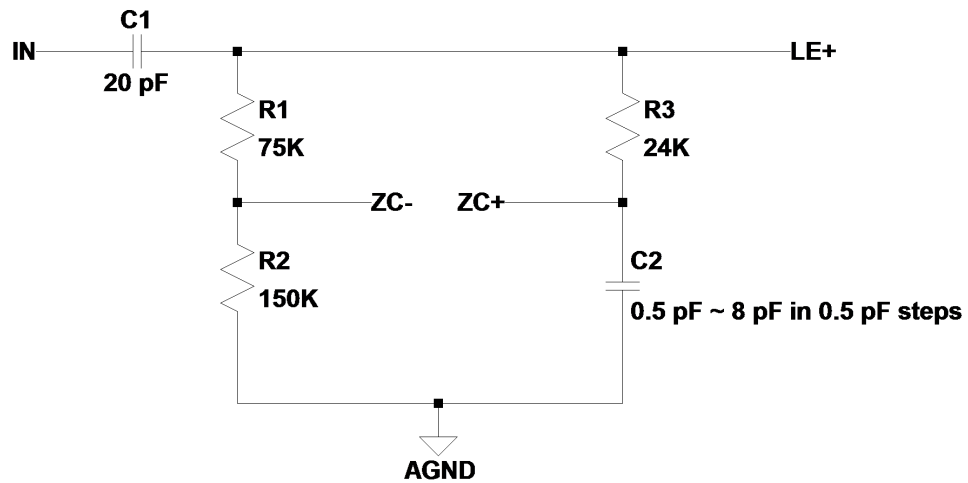 C1
IN
20 pF
LE+
R1
75K
R3
24K
ZC-
ZC+
R2
150K
C2
0.5 pF ~ 8 pF in 0.5 pF steps
AGND